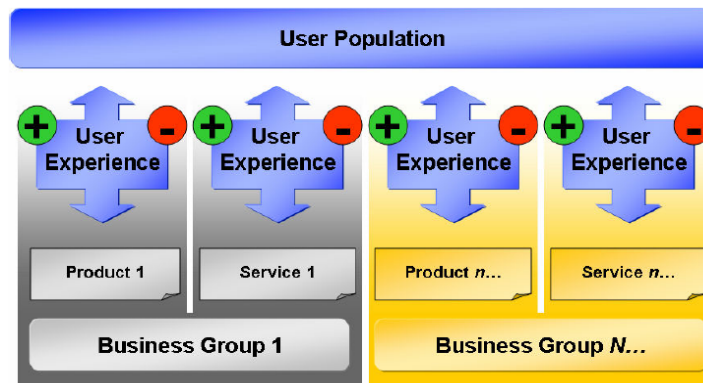 User Population
+ - + - + - + -
User User User User
Experience Experience Experience Experience
Product 1 Service 1 Product n... Service n...
Business Group 1 Business Group N...